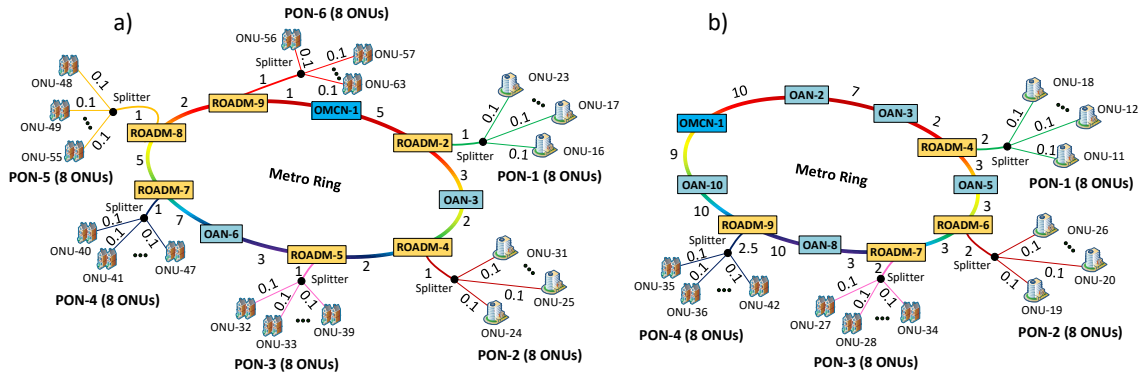 a)
PON-6 (8 ONUs)
ONU-56
0.1
0.1
ONU-57
Splitter
ONU-63
0.1
1
ONU-48
0.1
0.1
Splitter
ONU-49
0.1
ONU-55
1
PON-5 (8 ONUs)
2
ROADM-9
1
OMCN-1
5
ROADM-8
ROADM-2
1
Splitter
ONU-23
0.1
0.1
ONU-17
0.1
ONU-16
PON-1 (8 ONUs)
Metro Ring
5
3
OAN-3
2
ROADM-7
Splitter
1
7
0.1
0.1
0.1
ONU-40
ONU-41
ONU-47
PON-4 (8 ONUs)
OAN-6
3
ROADM-5
2
ROADM-4
1
Splitter
0.1
0.1
0.1
ONU-32
ONU-33
ONU-39
PON-3 (8 ONUs)
1
Splitter
ONU-31
0.1
0.1
ONU-25
0.1
ONU-24
PON-2 (8 ONUs)
b)
10
OAN-2
7
OAN-3
2
OMCN-1
ROADM-4
2
Splitter
ONU-18
0.1
0.1
ONU-12
0.1
ONU-11
PON-1 (8 ONUs)
Metro Ring
9
3
OAN-5
3
OAN-10
10
ROADM-6
2
Splitter
ONU-26
0.1
0.1
ONU-20
0.1
ONU-19
PON-2 (8 ONUs)
ROADM-9
Splitter
2.5
10
0.1
0.1
0.1
ONU-35
ONU-36
ONU-42
PON-4 (8 ONUs)
OAN-8
3
ROADM-7
3
2
Splitter
0.1
0.1
0.1
ONU-27
ONU-28
ONU-34
PON-3 (8 ONUs)